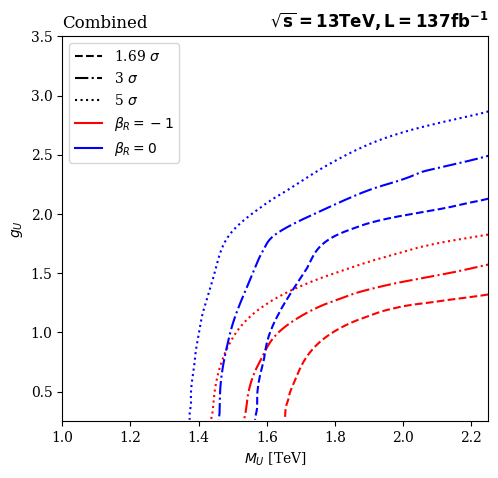 Combined √s = 13TeV, L = 137fb⁻¹
3.5
3.0
2.5
2.0
1.5
1.0
0.5
g_U
1.69 σ
3 σ
5 σ
β_R = −1
β_R = 0
1.0 1.2 1.4 1.6 1.8 2.0 2.2
M_U [TeV]